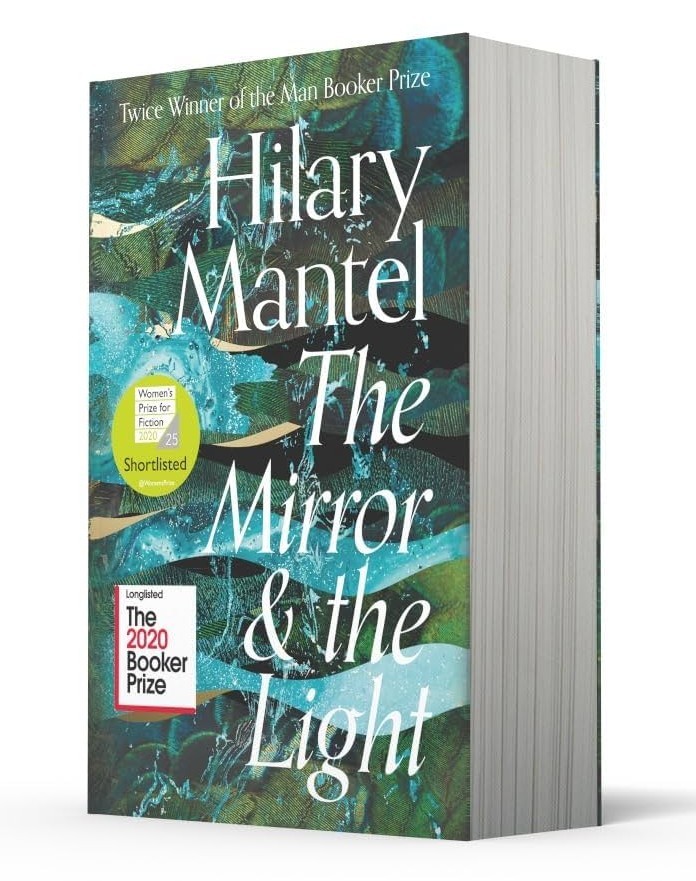 Twice Winner of the Man Booker Prize
Hilary
Mantel
The
Mirror
& the
Light
Women's
Prize for
Fiction
2020
25
Shortlisted
@WomensPrize
Longlisted
The
2020
Booker
Prize